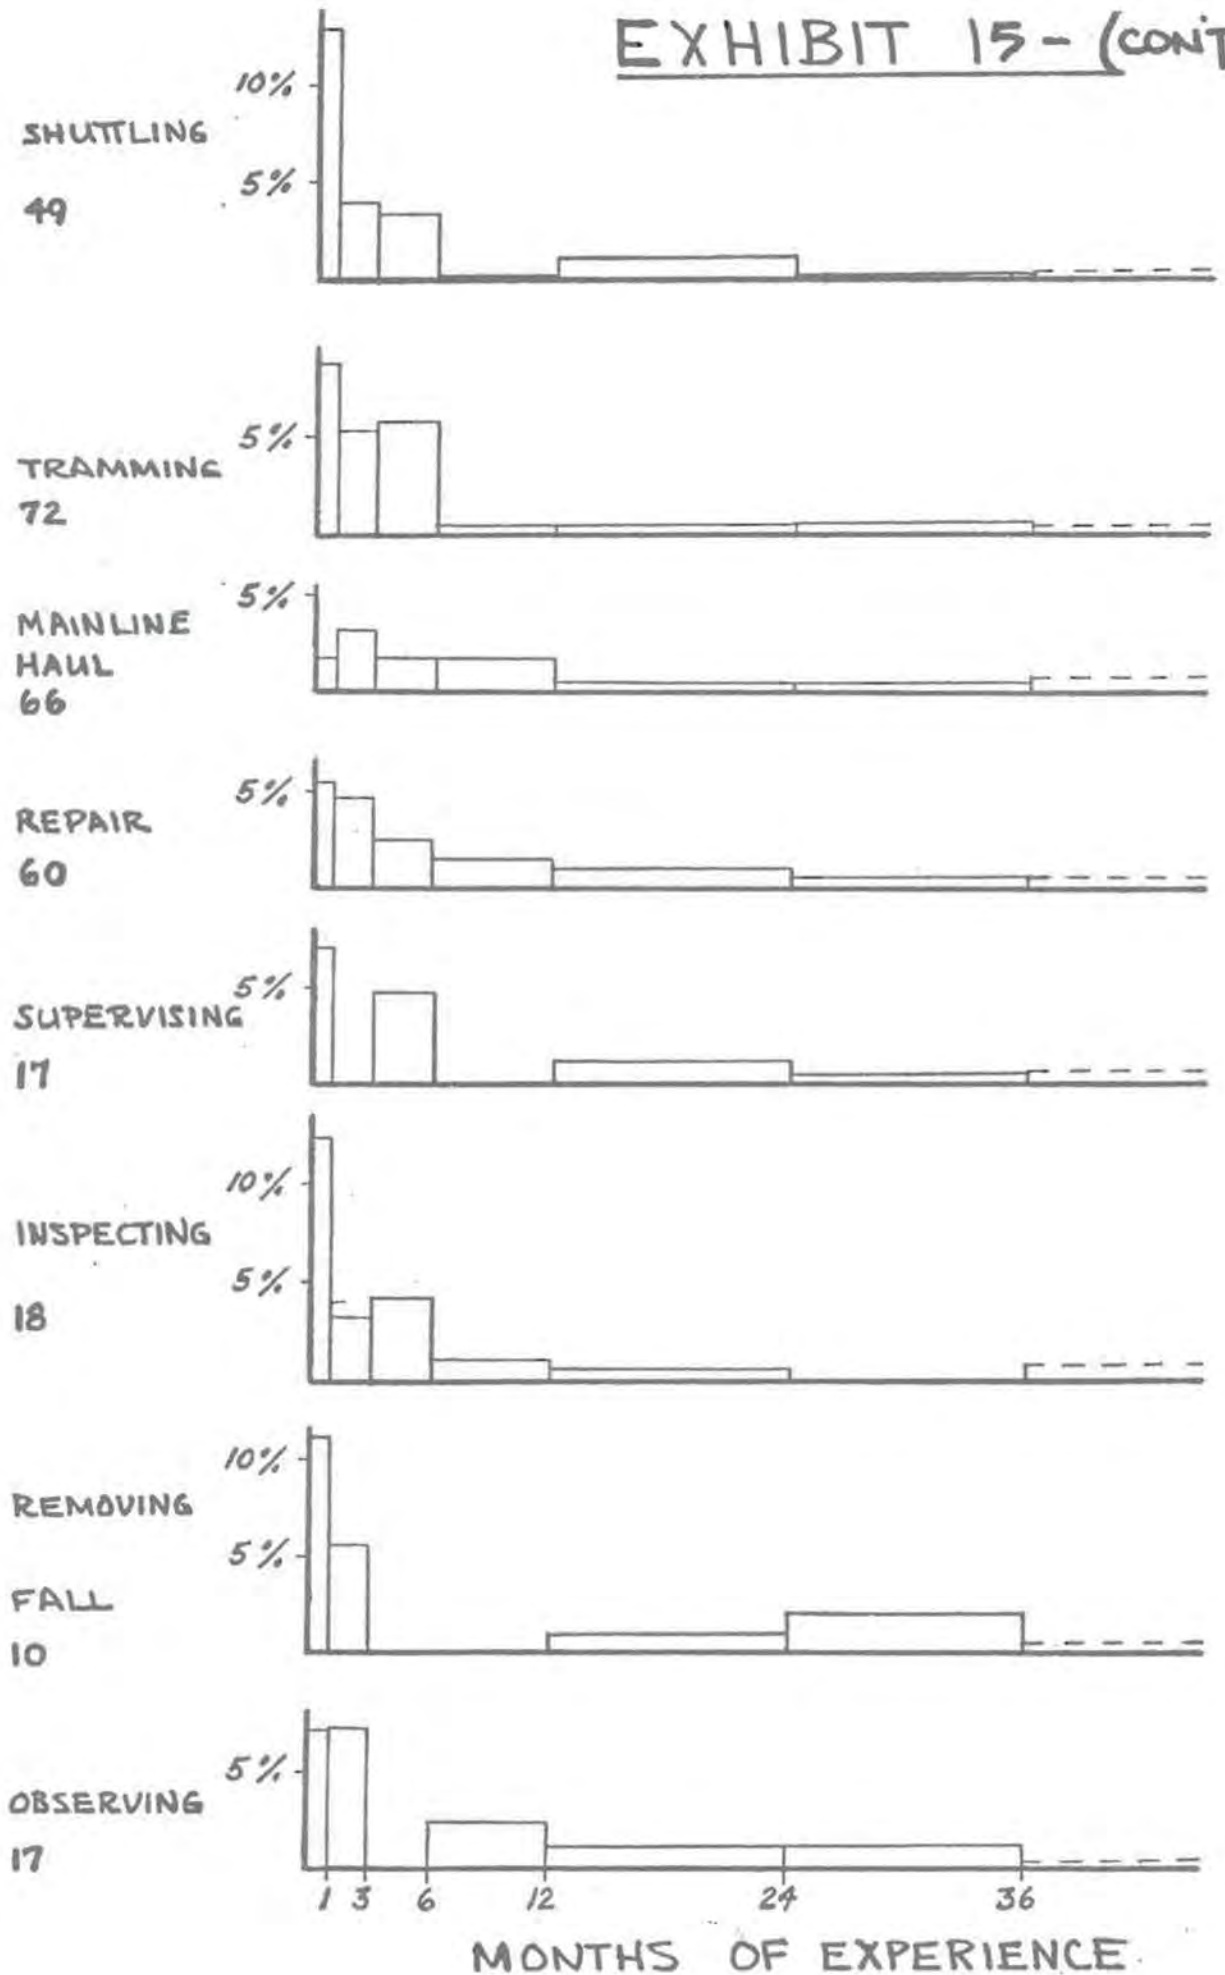 EXHIBIT 15- (CON'T
10%
SHUTTLING
5%
49
5%
TRAMMING
72
5%
MAINLINE
HAUL
66
5%
REPAIR
60
5%
SUPERVISING
17
10%
INSPECTING
5%
18
10%
REMOVING
5%
FALL
10
5%
OBSERVING
17
1 3 6 12 24 36
MONTHS OF EXPERIENCE